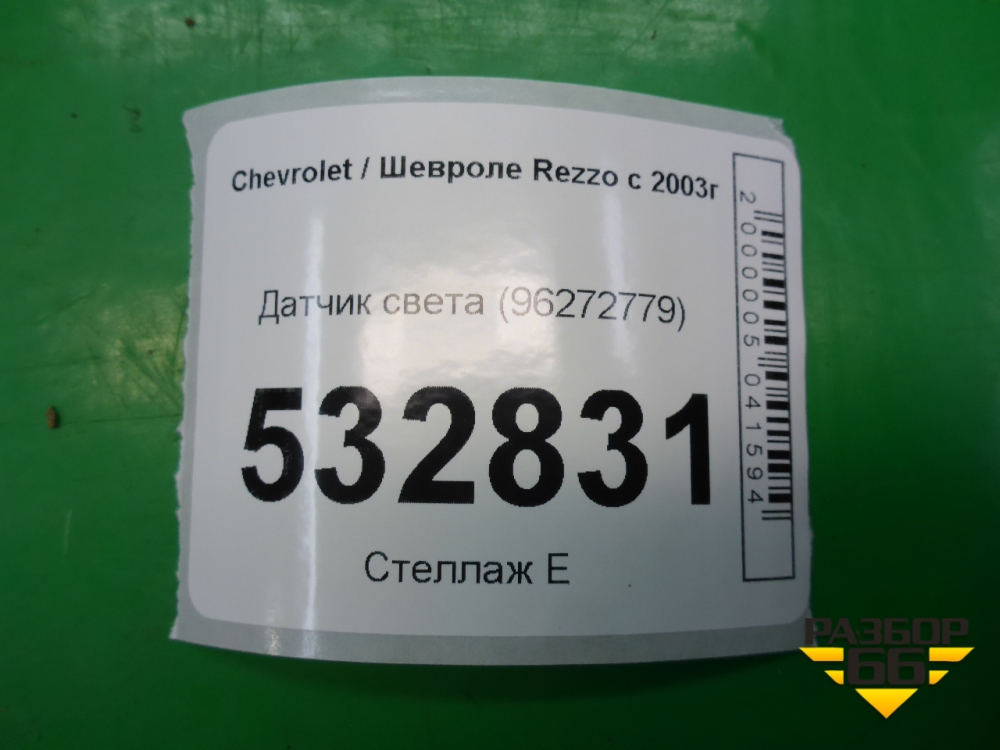 Chevrolet / Шевроле Rezzo с 2003г
Датчик света (96272779)
532831
Стеллаж Е
2000005041594
РАЗБОР
66